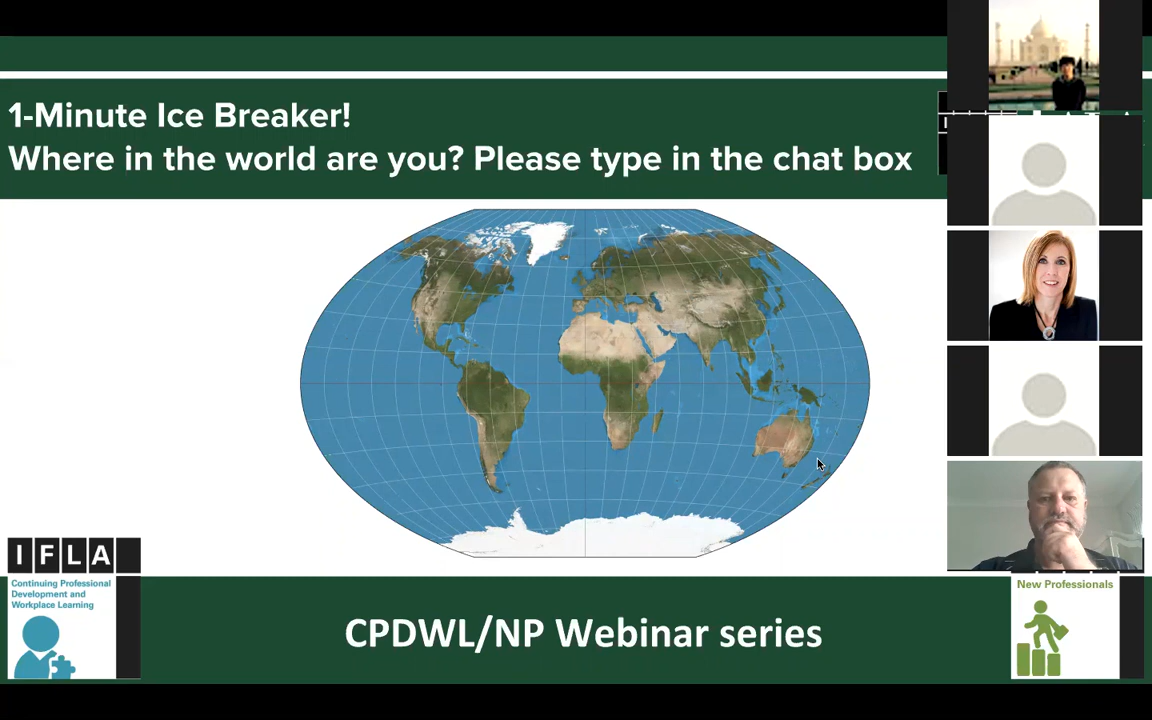 1-Minute Ice Breaker!
Where in the world are you? Please type in the chat box
IFLA
Continuing Professional
Development and
Workplace Learning
CPDWL/NP Webinar series
New Professionals